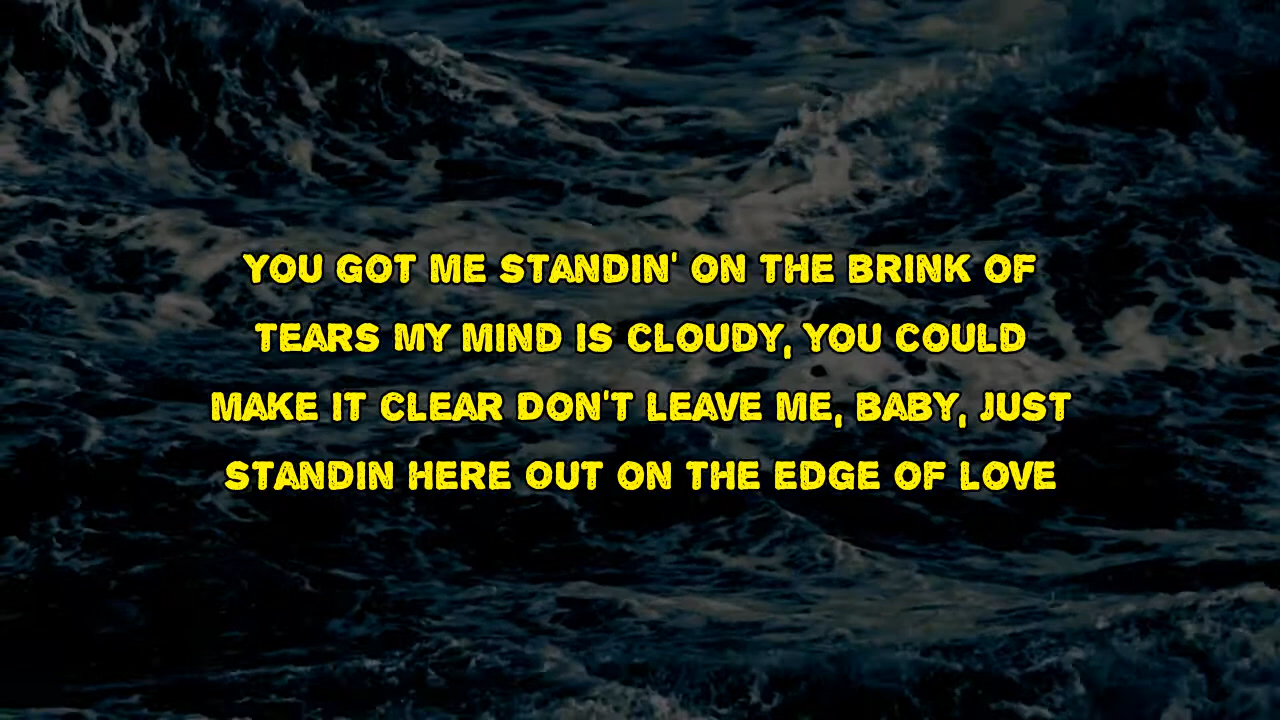 YOU GOT ME STANDIN' ON THE BRINK OF
TEARS MY MIND IS CLOUDY, YOU COULD
MAKE IT CLEAR DON'T LEAVE ME, BABY, JUST
STANDIN HERE OUT ON THE EDGE OF LOVE